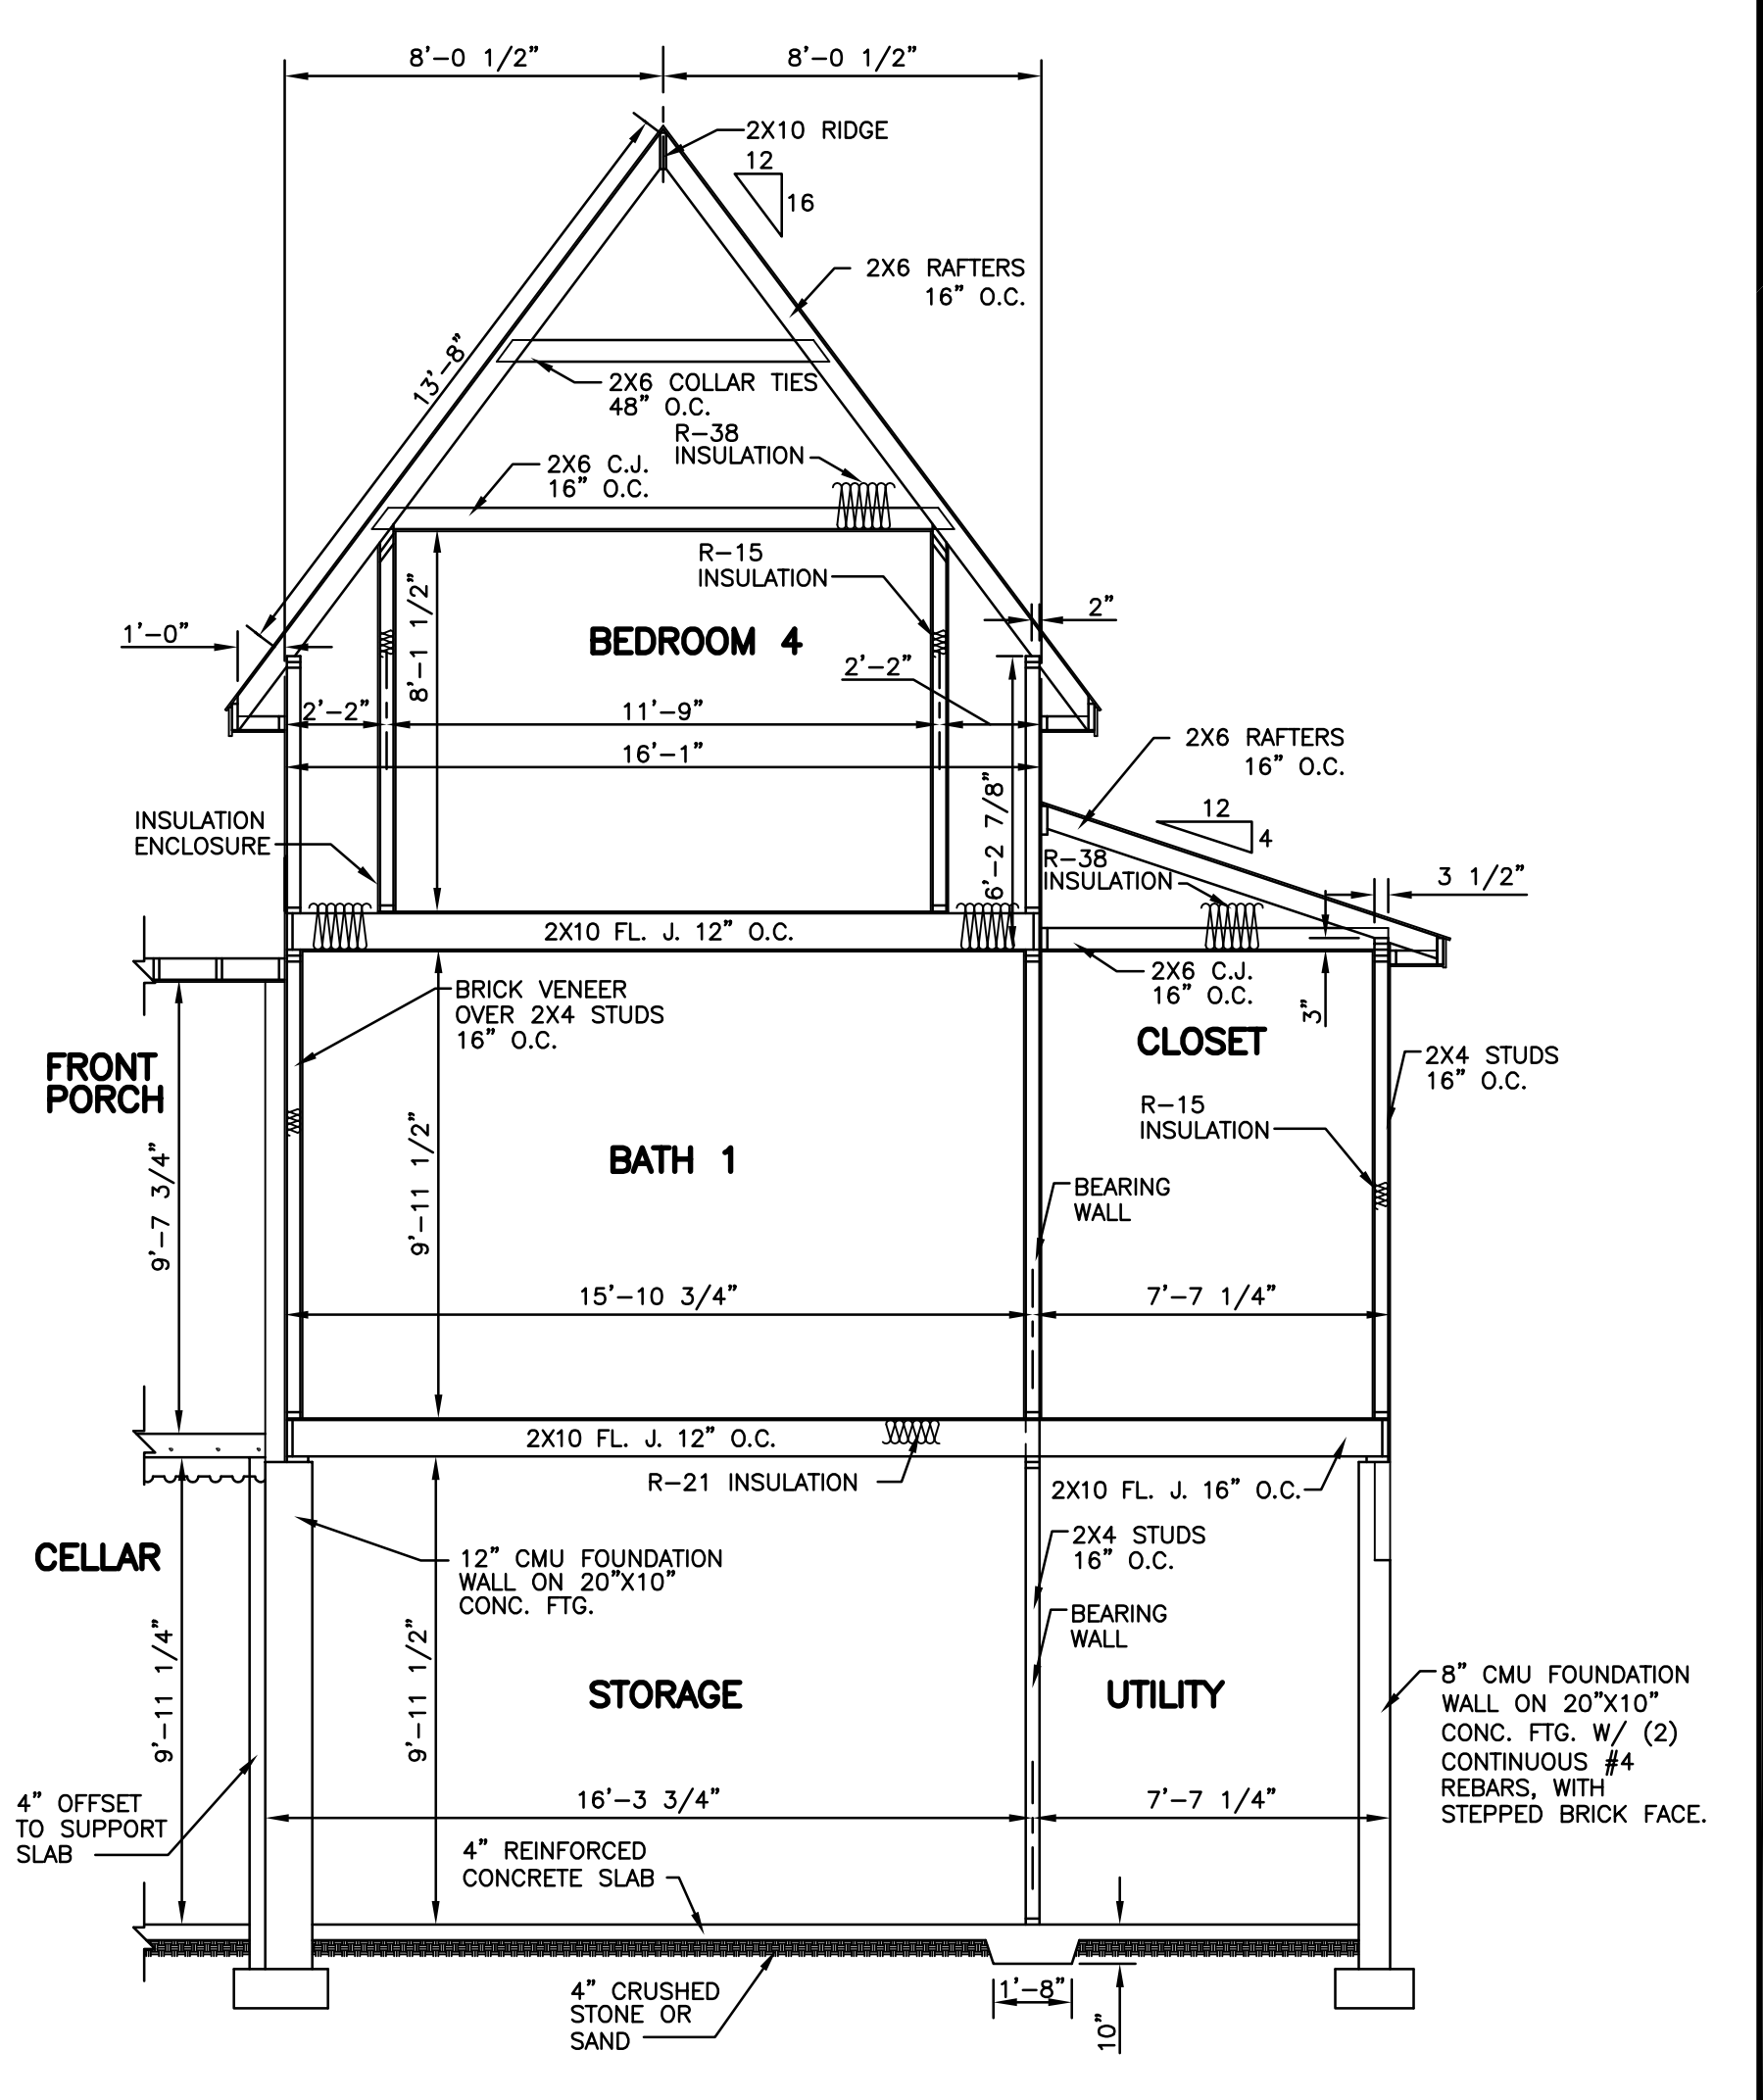 8'-0 1/2"
8'-0 1/2"
2X10 RIDGE
12
16
2X6 RAFTERS
16" O.C.
13'-8"
2X6 COLLAR TIES
48" O.C.
R-38
INSULATION
2X6 C.J.
16" O.C.
R-15
INSULATION
8'-1 1/2"
BEDROOM 4
2"
1'-0"
2'-2"
2'-2"
11'-9"
16'-1"
2X6 RAFTERS
16" O.C.
6'-2 7/8"
12
4
INSULATION
ENCLOSURE
R-38
INSULATION
3 1/2"
2X10 FL. J. 12" O.C.
2X6 C.J.
16" O.C.
3"
BRICK VENEER
OVER 2X4 STUDS
16" O.C.
CLOSET
FRONT
PORCH
2X4 STUDS
16" O.C.
R-15
INSULATION
9'-7 3/4"
9'-11 1/2"
BATH 1
BEARING
WALL
15'-10 3/4"
7'-7 1/4"
2X10 FL. J. 12" O.C.
R-21 INSULATION
2X10 FL. J. 16" O.C.
CELLAR
12" CMU FOUNDATION
WALL ON 20"X10"
CONC. FTG.
2X4 STUDS
16" O.C.
BEARING
WALL
9'-11 1/4"
9'-11 1/2"
STORAGE
UTILITY
8" CMU FOUNDATION
WALL ON 20"X10"
CONC. FTG. W/ (2)
CONTINUOUS #4
REBARS, WITH
STEPPED BRICK FACE.
4" OFFSET
TO SUPPORT
SLAB
16'-3 3/4"
7'-7 1/4"
4" REINFORCED
CONCRETE SLAB
4" CRUSHED
STONE OR
SAND
1'-8"
10"